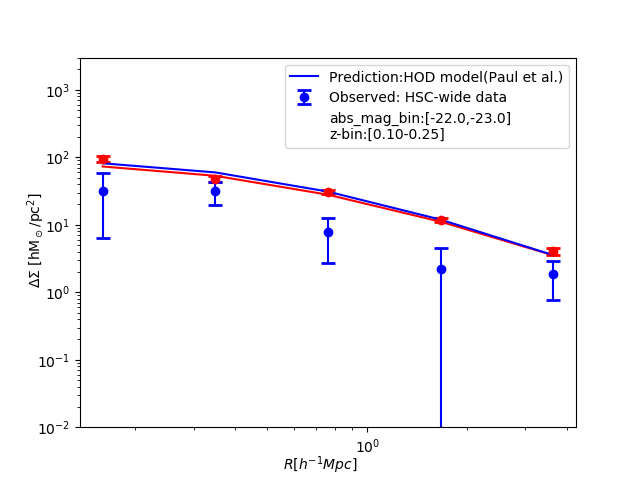 Prediction:HOD model(Paul et al.)
Observed: HSC-wide data
abs_mag_bin:[-22.0,-23.0]
z-bin:[0.10-0.25]
10³
10²
10¹
10⁰
10⁻¹
10⁻²
ΔΣ [hM⊙/pc²]
10⁰
R[h⁻¹Mpc]